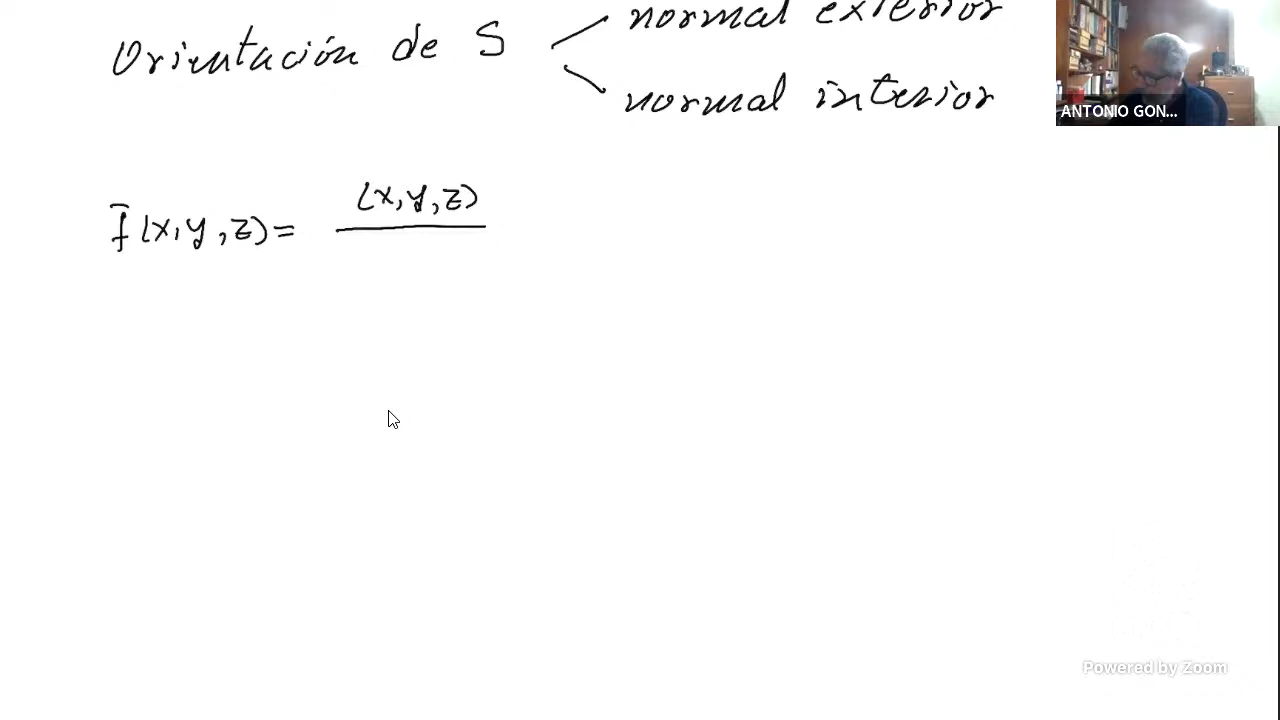 normal exterior
Orientación de S
normal interior
ANTONIO GON...
(x,y,z)
f̄(x,y,z)=
Powered by Zoom